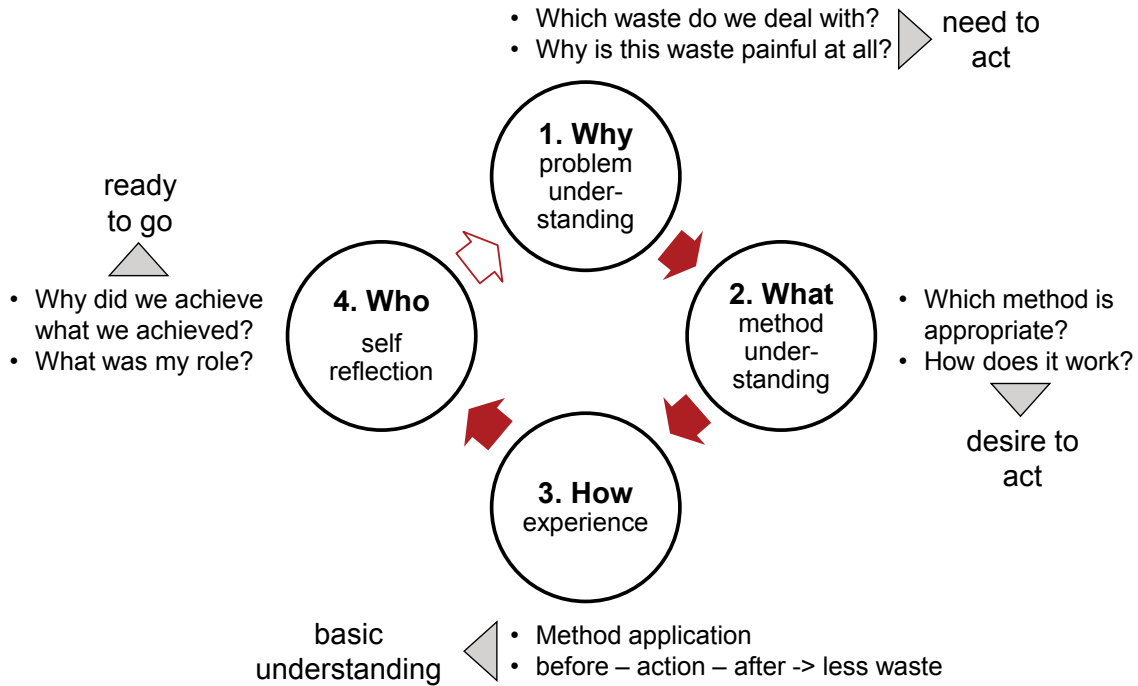 • Which waste do we deal with?
• Why is this waste painful at all?
need to
act
1. Why
problem
under-
standing
ready
to go
• Why did we achieve
what we achieved?
• What was my role?
4. Who
self
reflection
2. What
method
under-
standing
• Which method is
appropriate?
• How does it work?
desire to
act
3. How
experience
basic
understanding
• Method application
• before – action – after -> less waste